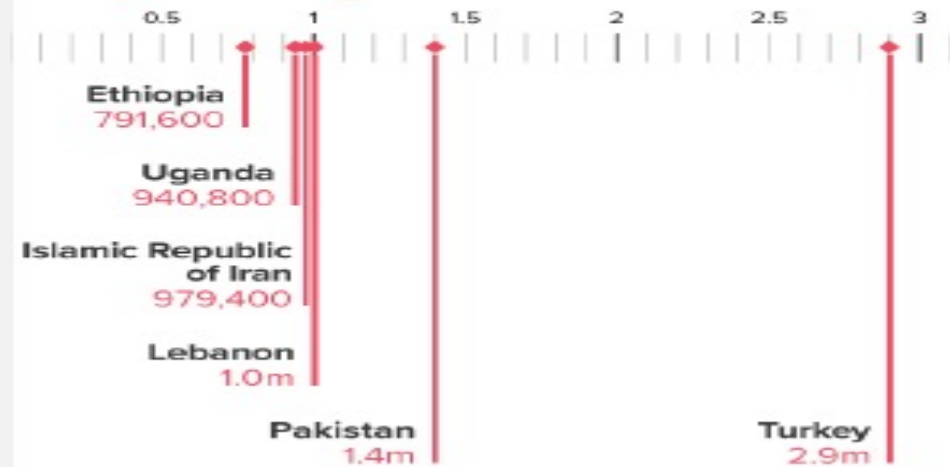 0.5 1 1.5 2 2.5 3
Ethiopia
791,600
Uganda
940,800
Islamic Republic
of Iran
979,400
Lebanon
1.0m
Pakistan
1.4m
Turkey
2.9m